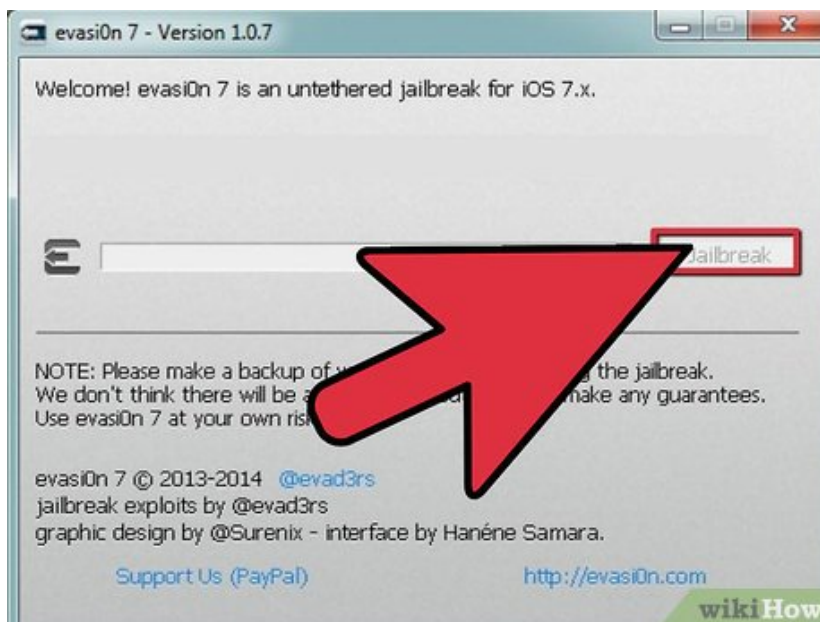 evasi0n 7 - Version 1.0.7
Welcome! evasi0n 7 is an untethered jailbreak for iOS 7.x.
Jailbreak
NOTE: Please make a backup of the jailbreak.
We don't think there will be make any guarantees.
Use evasi0n 7 at your own
evasi0n 7 © 2013-2014 @evad3rs
jailbreak exploits by @evad3rs
graphic design by @Surenix - interface by Hanéne Samara.
Support Us (PayPal) http://evasi0n.com
wikiHow